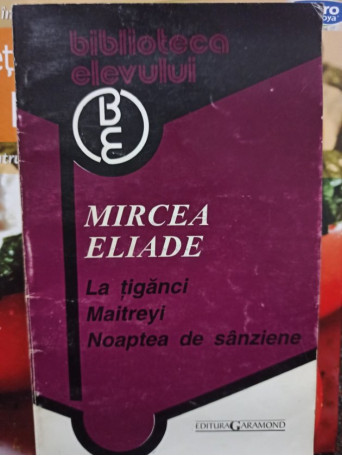 biblioteca
elevului
BE
MIRCEA
ELIADE
La țigănci
Maitreyi
Noaptea de sânziene
EDITURA GARAMOND